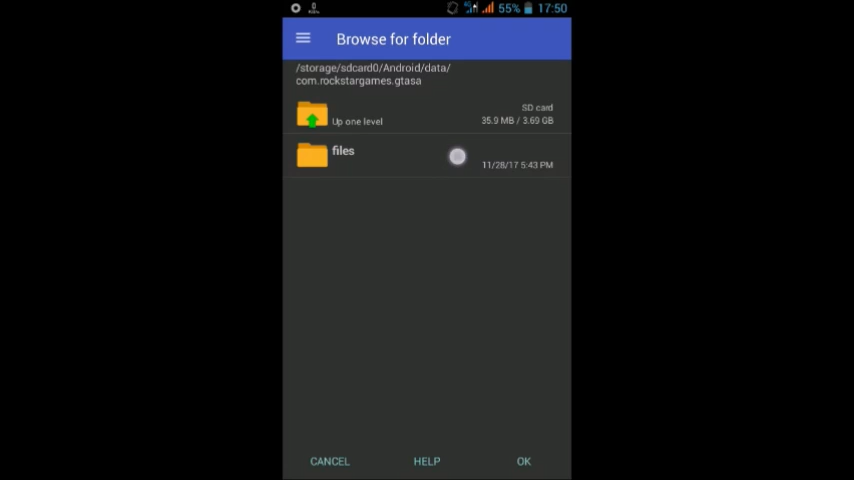 55% 17:50
Browse for folder
/storage/sdcard0/Android/data/
com.rockstargames.gtasa
SD card
Up one level
35.9 MB / 3.69 GB
files
11/28/17 5:43 PM
CANCEL HELP OK